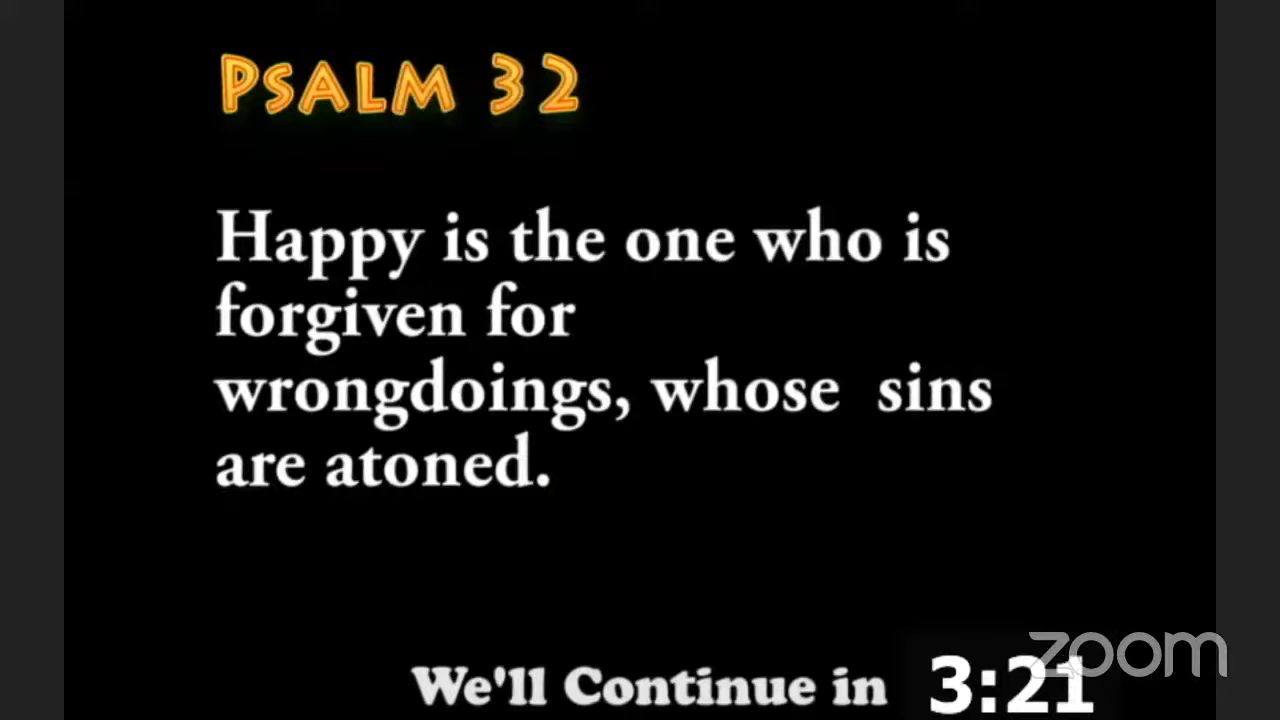 PSALM 32
Happy is the one who is
forgiven for
wrongdoings, whose sins
are atoned.
We'll Continue in 3:21
zoom